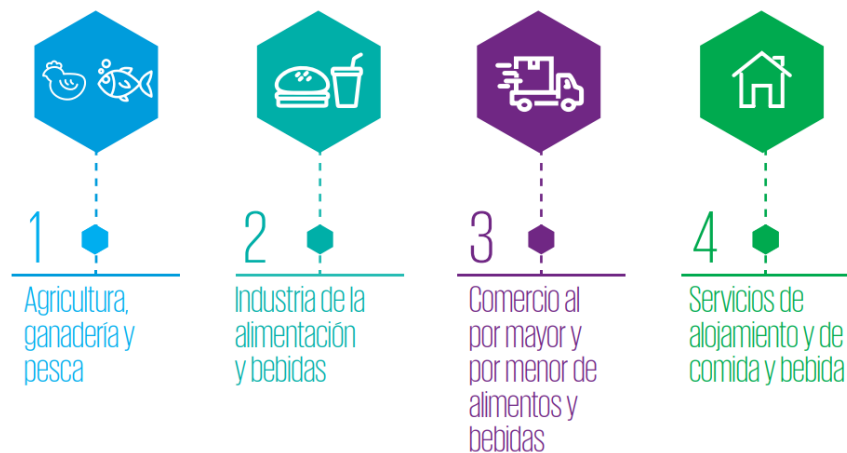 1
Agricultura,
ganadería y
pesca
2
Industria de la
alimentación
y bebidas
3
Comercio al
por mayor y
por menor de
alimentos y
bebidas
4
Servicios de
alojamiento y de
comida y bebida